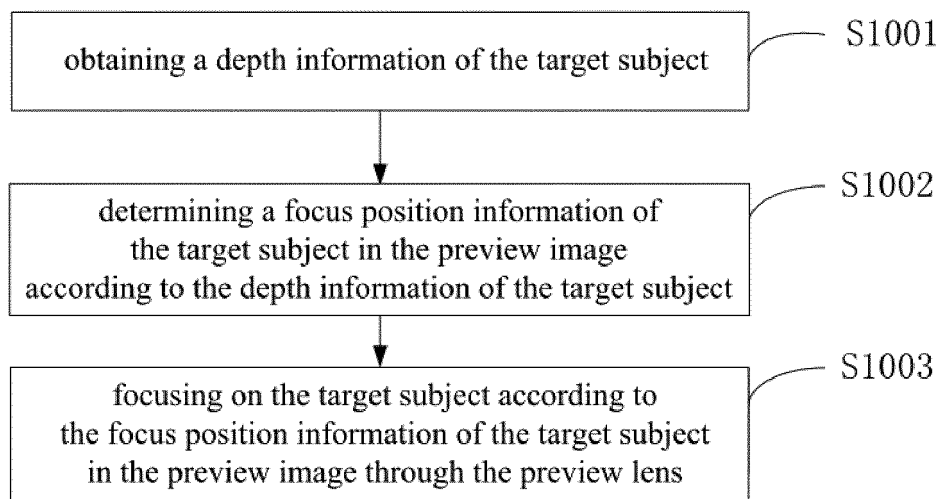 obtaining a depth information of the target subject
S1001
determining a focus position information of
the target subject in the preview image
according to the depth information of the target subject
S1002
focusing on the target subject according to
the focus position information of the target subject
in the preview image through the preview lens
S1003